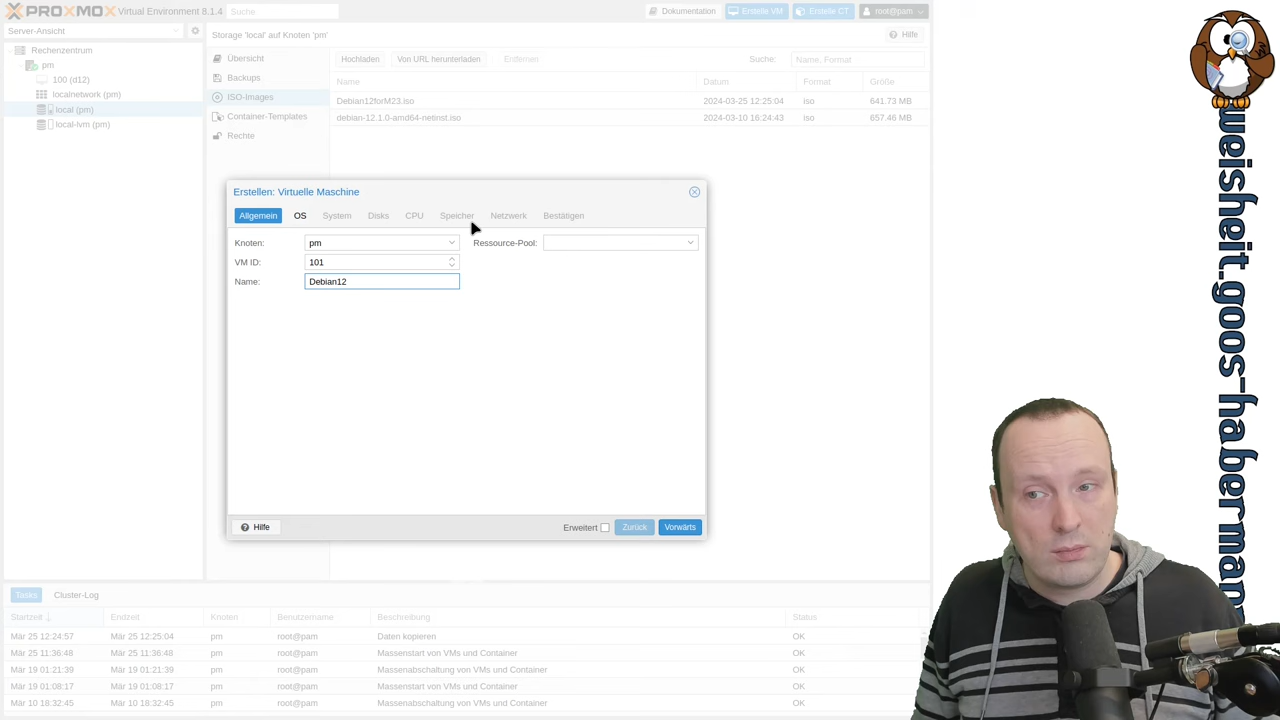 PROXMOX Virtual Environment 8.1.4
Suche
Dokumentation
Erstelle VM
Erstelle CT
root@pam
Server-Ansicht
Storage 'local' auf Knoten 'pm'
Hilfe
Rechenzentrum
pm
100 (d12)
localnetwork (pm)
local (pm)
local-lvm (pm)
Übersicht
Backups
ISO-Images
Container-Templates
Rechte
Hochladen
Von URL herunterladen
Entfernen
Suche:
Name, Format
Name Datum Format Größe
Debian12forM23.iso 2024-03-25 12:25:04 iso 641.73 MB
debian-12.1.0-amd64-netinst.iso 2024-03-10 16:24:43 iso 657.46 MB
Erstellen: Virtuelle Maschine
Allgemein OS System Disks CPU Speicher Netzwerk Bestätigen
Knoten: pm Ressource-Pool:
VM ID: 101
Name: Debian12
Hilfe
Erweitert
Zurück
Vorwärts
Tasks Cluster-Log
Startzeit Endzeit Knoten Benutzername Beschreibung Status
Mär 25 12:24:57 Mär 25 12:25:04 pm root@pam Daten kopieren OK
Mär 25 11:36:48 Mär 25 11:36:48 pm root@pam Massenstart von VMs und Container OK
Mär 19 01:21:39 Mär 19 01:21:39 pm root@pam Massenabschaltung von VMs und Container OK
Mär 19 01:08:17 Mär 19 01:08:17 pm root@pam Massenstart von VMs und Container OK
Mär 10 18:32:45 Mär 10 18:32:45 pm root@pam Massenabschaltung von VMs und Container OK
weisheit.goos-habermann